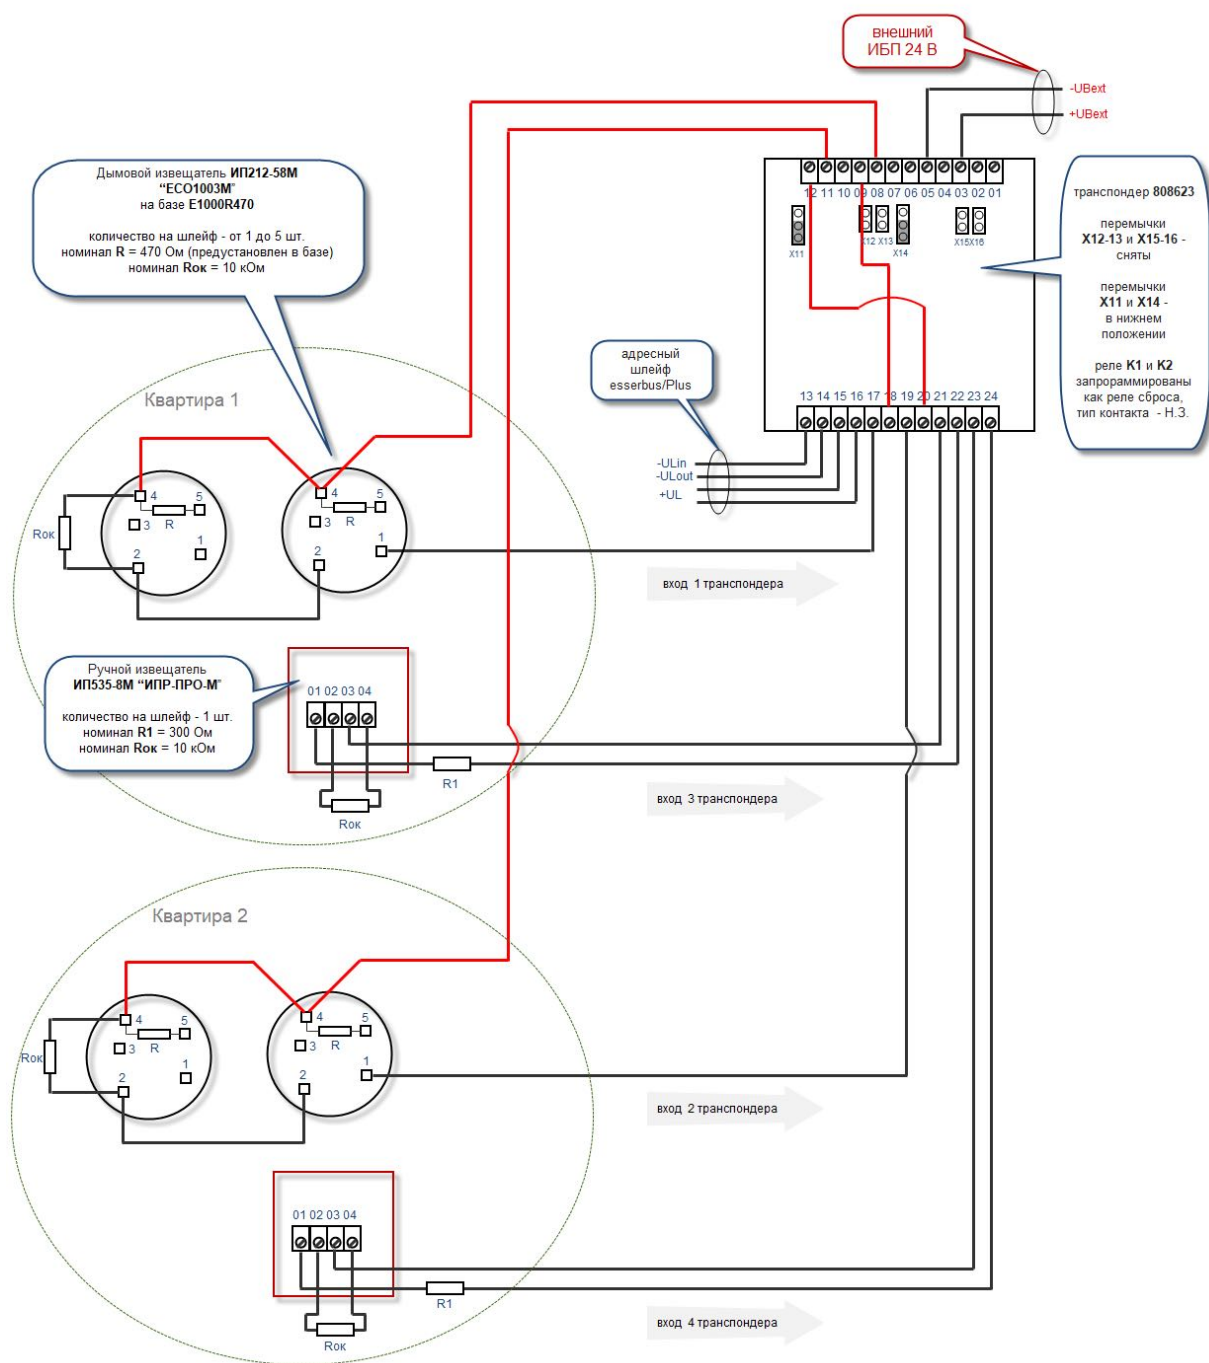 внешний
ИБП 24 В
-UBext
+UBext
Дымовой извещатель ИП212-58М
“ECO1003M”
на базе E1000R470
количество на шлейф - от 1 до 5 шт.
номинал R = 470 Ом (предустановлен в базе)
номинал Rок = 10 кОм
12 11 10 09 08 07 06 05 04 03 02 01
X11
X12 X13
X14
X15X16
транспондер 808623
перемычки
X12-13 и X15-16 -
сняты
перемычки
X11 и X14 -
в нижнем
положении
реле K1 и K2
запрораммированы
как реле сброса,
тип контакта - Н.З.
адресный
шлейф
esserbus/Plus
13 14 15 16 17 18 19 20 21 22 23 24
-ULin
-ULout
+UL
Квартира 1
4 5
3 R
2 1
Rок
4 5
3 R
2 1
вход 1 транспондера
Ручной извещатель
ИП535-8М “ИПР-ПРО-М”
количество на шлейф - 1 шт.
номинал R1 = 300 Ом
номинал Rок = 10 кОм
01 02 03 04
R1
Rок
вход 3 транспондера
Квартира 2
4 5
3 R
2 1
Rок
4 5
3 R
2 1
вход 2 транспондера
01 02 03 04
R1
Rок
вход 4 транспондера